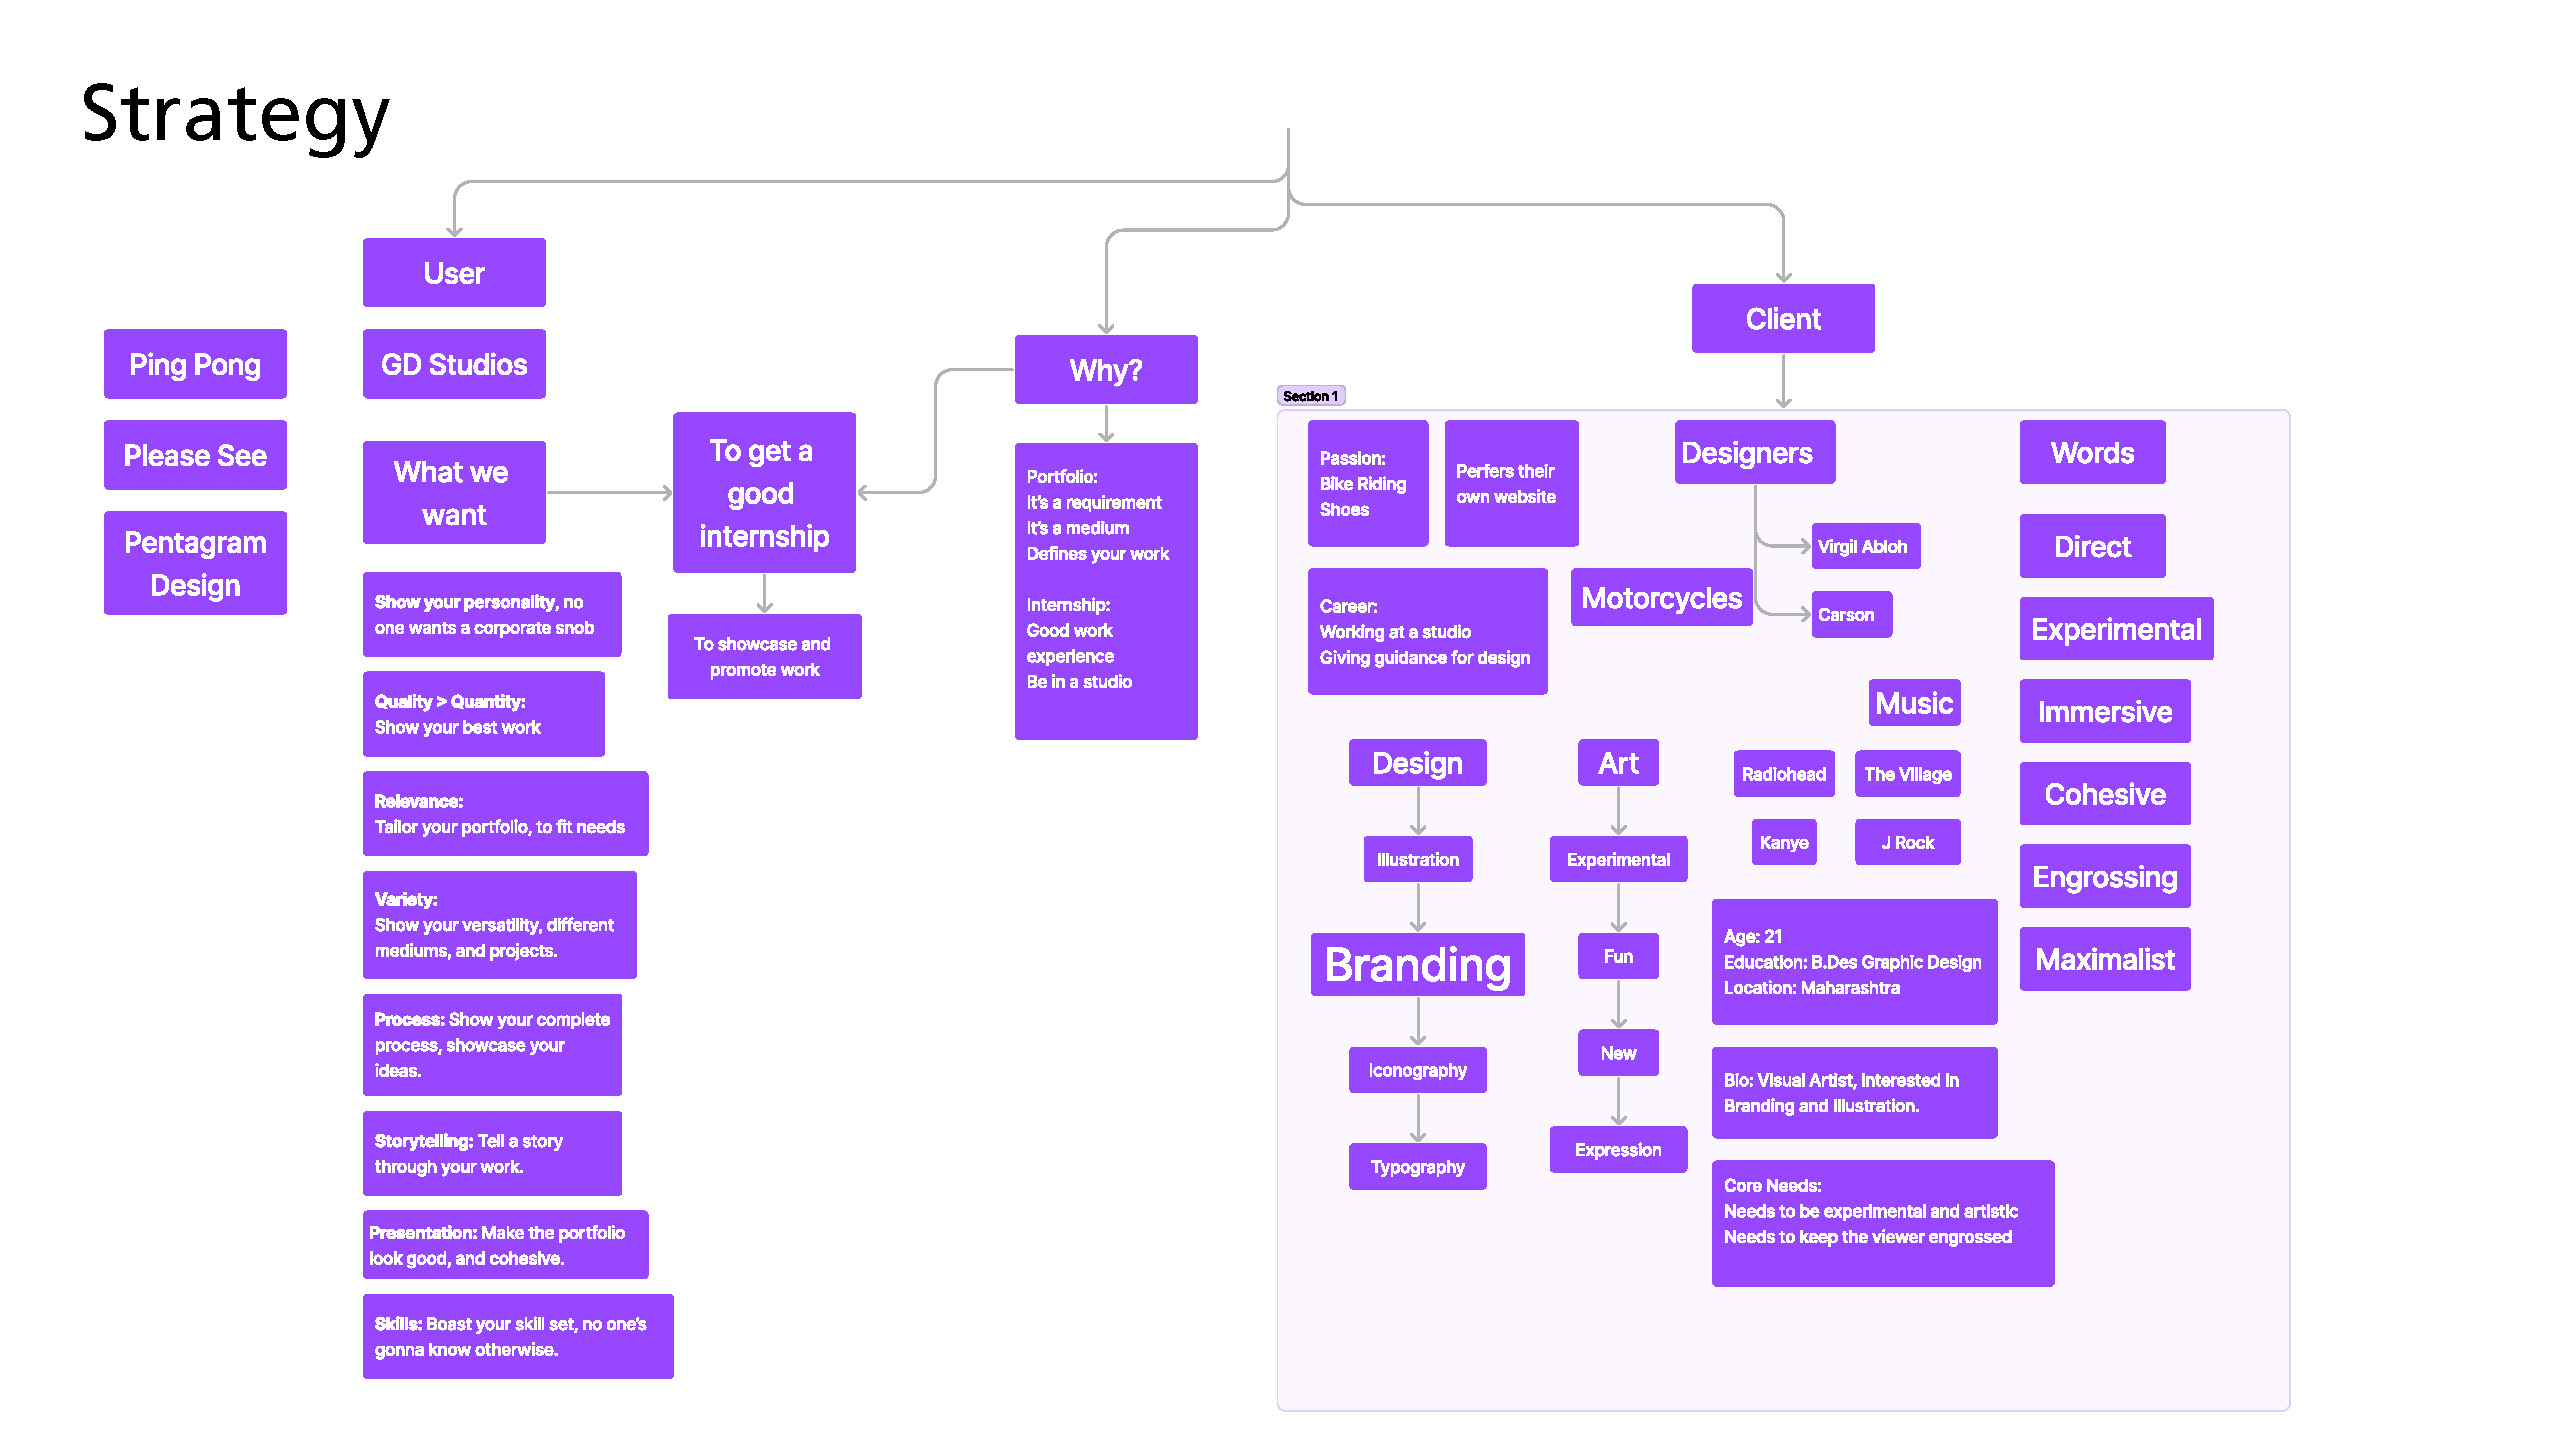 Strategy
User
GD Studios
Ping Pong
Please See
Pentagram
Design
What we
want
To get a
good
internship
To showcase and
promote work
Show your personality, no
one wants a corporate snob
Quality > Quantity:
Show your best work
Relevance:
Tailor your portfolio, to fit needs
Variety:
Show your versatility, different
mediums, and projects.
Process: Show your complete
process, showcase your
ideas.
Storytelling: Tell a story
through your work.
Presentation: Make the portfolio
look good, and cohesive.
Skills: Boast your skill set, no one's
gonna know otherwise.
Why?
Portfolio:
It's a requirement
It's a medium
Defines your work
Internship:
Good work
experience
Be in a studio
Client
Section 1
Passion:
Bike Riding
Shoes
Perfers their
own website
Career:
Working at a studio
Giving guidance for design
Designers
Virgil Abloh
Carson
Motorcycles
Music
Radiohead
The Village
Kanye
J Rock
Design
Illustration
Branding
Iconography
Typography
Art
Experimental
Fun
New
Expression
Age: 21
Education: B.Des Graphic Design
Location: Maharashtra
Bio: Visual Artist, Interested in
Branding and Illustration.
Core Needs:
Needs to be experimental and artistic
Needs to keep the viewer engrossed
Words
Direct
Experimental
Immersive
Cohesive
Engrossing
Maximalist